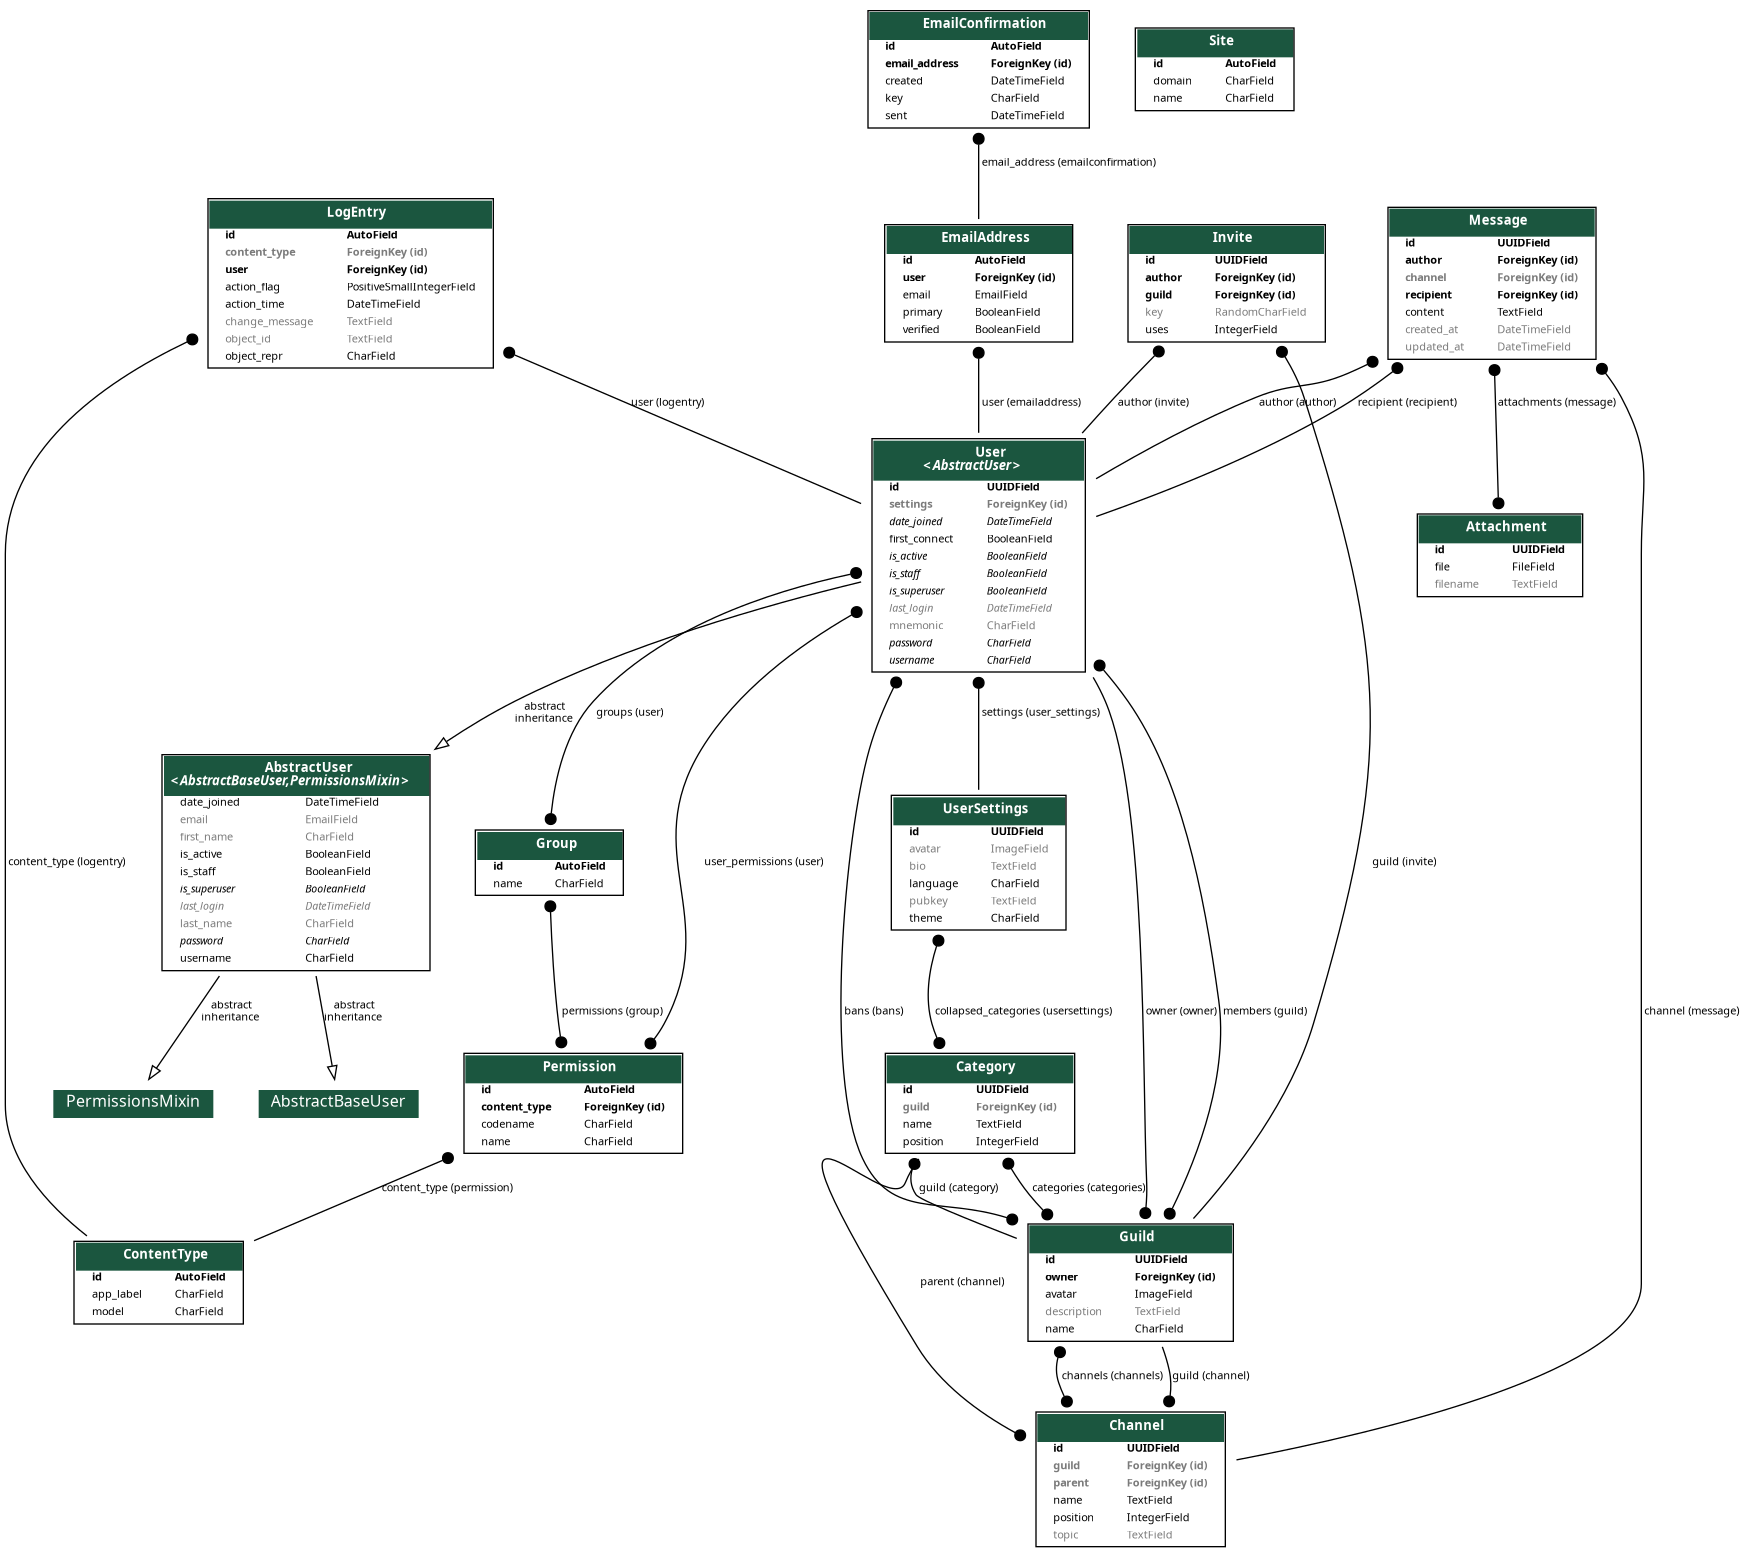 EmailConfirmation
id AutoField
email_address ForeignKey (id)
created DateTimeField
key CharField
sent DateTimeField
Site
id AutoField
domain CharField
name CharField
email_address (emailconfirmation)
LogEntry
id AutoField
content_type ForeignKey (id)
user ForeignKey (id)
action_flag PositiveSmallIntegerField
action_time DateTimeField
change_message TextField
object_id TextField
object_repr CharField
EmailAddress
id AutoField
user ForeignKey (id)
email EmailField
primary BooleanField
verified BooleanField
Invite
id UUIDField
author ForeignKey (id)
guild ForeignKey (id)
key RandomCharField
uses IntegerField
Message
id UUIDField
author ForeignKey (id)
channel ForeignKey (id)
recipient ForeignKey (id)
content TextField
created_at DateTimeField
updated_at DateTimeField
user (logentry)
user (emailaddress)
author (invite)
author (author)
recipient (recipient)
attachments (message)
User
<AbstractUser>
id UUIDField
settings ForeignKey (id)
date_joined DateTimeField
first_connect BooleanField
is_active BooleanField
is_staff BooleanField
is_superuser BooleanField
last_login DateTimeField
mnemonic CharField
password CharField
username CharField
Attachment
id UUIDField
file FileField
filename TextField
abstract
inheritance
groups (user)
settings (user_settings)
AbstractUser
<AbstractBaseUser,PermissionsMixin>
date_joined DateTimeField
email EmailField
first_name CharField
is_active BooleanField
is_staff BooleanField
is_superuser BooleanField
last_login DateTimeField
last_name CharField
password CharField
username CharField
Group
id AutoField
name CharField
UserSettings
id UUIDField
avatar ImageField
bio TextField
language CharField
pubkey TextField
theme CharField
content_type (logentry)
user_permissions (user)
guild (invite)
abstract
inheritance
abstract
inheritance
permissions (group)
bans (bans)
collapsed_categories (usersettings)
owner (owner)
members (guild)
channel (message)
PermissionsMixin
AbstractBaseUser
Permission
id AutoField
content_type ForeignKey (id)
codename CharField
name CharField
Category
id UUIDField
guild ForeignKey (id)
name TextField
position IntegerField
content_type (permission)
guild (category)
categories (categories)
ContentType
id AutoField
app_label CharField
model CharField
parent (channel)
Guild
id UUIDField
owner ForeignKey (id)
avatar ImageField
description TextField
name CharField
channels (channels)
guild (channel)
Channel
id UUIDField
guild ForeignKey (id)
parent ForeignKey (id)
name TextField
position IntegerField
topic TextField